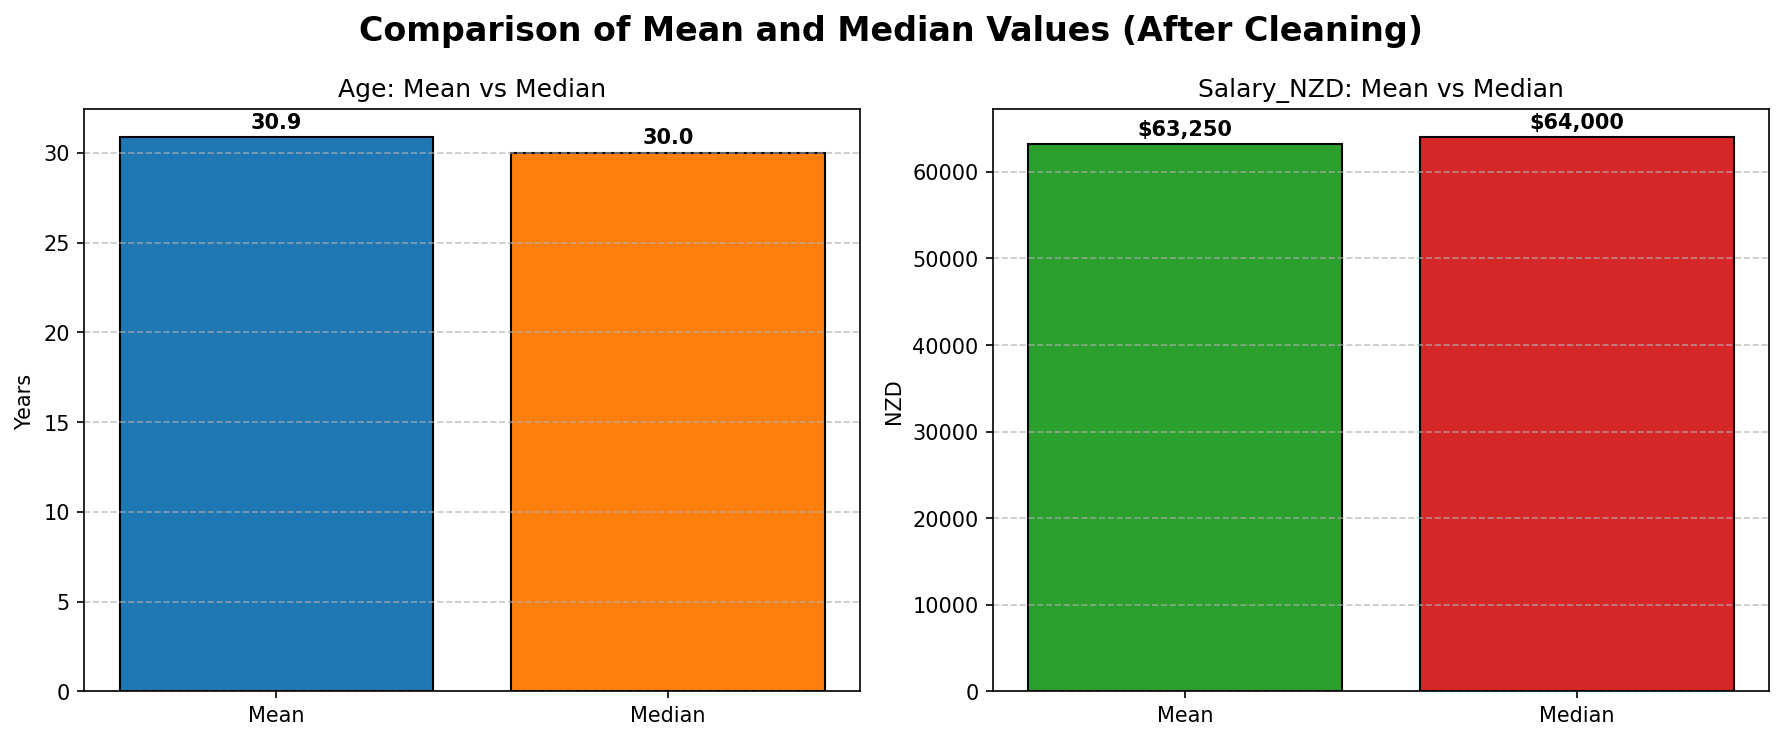 Comparison of Mean and Median Values (After Cleaning)
Age: Mean vs Median
30.9
30.0
30
25
20
15
10
5
0
Years
Mean
Median
Salary_NZD: Mean vs Median
$63,250
$64,000
60000
50000
40000
30000
20000
10000
0
NZD
Mean
Median